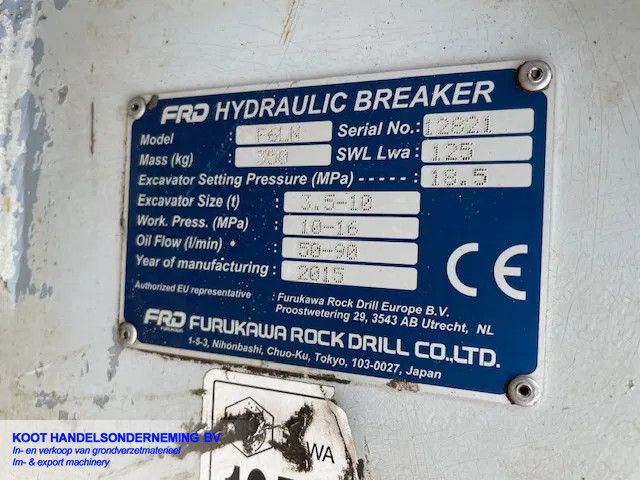 FRD HYDRAULIC BREAKER
Model F6LN Serial No.: 12821
Mass (kg) 350 SWL Lwa: 125
Excavator Setting Pressure (MPa) ----- : 18.5
Excavator Size (t) : 3.5-10
Work. Press. (MPa) : 10-16
Oil Flow (l/min) : 50-90
Year of manufacturing : 2015
Authorized EU representative : Furukawa Rock Drill Europe B.V.
Proostwetering 29, 3543 AB Utrecht, NL
CE
FRD FURUKAWA ROCK DRILL CO.,LTD.
1-5-3, Nihonbashi, Chuo-Ku, Tokyo, 103-0027, Japan
WA
KOOT HANDELSONDERNEMING BV
In- en verkoop van grondverzetmaterieel
Im- & export machinery